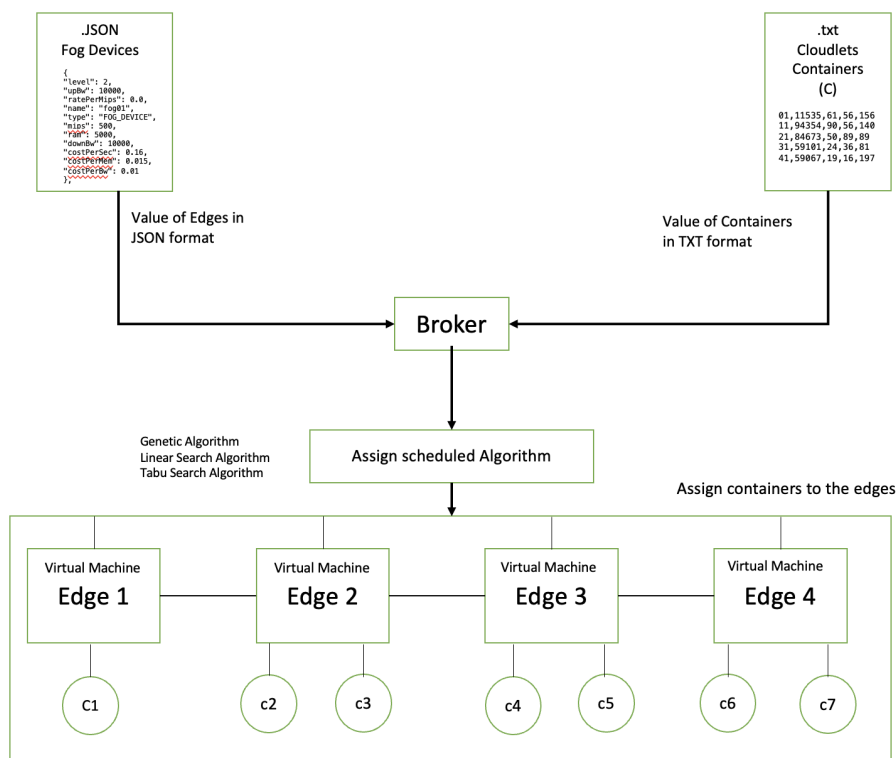 .JSON
Fog Devices
{
"level": 2,
"upBw": 10000,
"ratePerMips": 0.0,
"name": "fog01",
"type": "FOG_DEVICE",
"mips": 500,
"ram": 5000,
"downBw": 10000,
"costPerSec": 0.16,
"costPerMem": 0.015,
"costPerBw": 0.01
},
.txt
Cloudlets
Containers
(C)
01,11535,61,56,156
11,94354,90,56,140
21,84673,50,89,89
31,59101,24,36,81
41,59067,19,16,197
Value of Edges in
JSON format
Value of Containers
in TXT format
Broker
Genetic Algorithm
Linear Search Algorithm
Tabu Search Algorithm
Assign scheduled Algorithm
Assign containers to the edges
Virtual Machine
Edge 1
Virtual Machine
Edge 2
Virtual Machine
Edge 3
Virtual Machine
Edge 4
C1
c2
c3
c4
c5
c6
c7